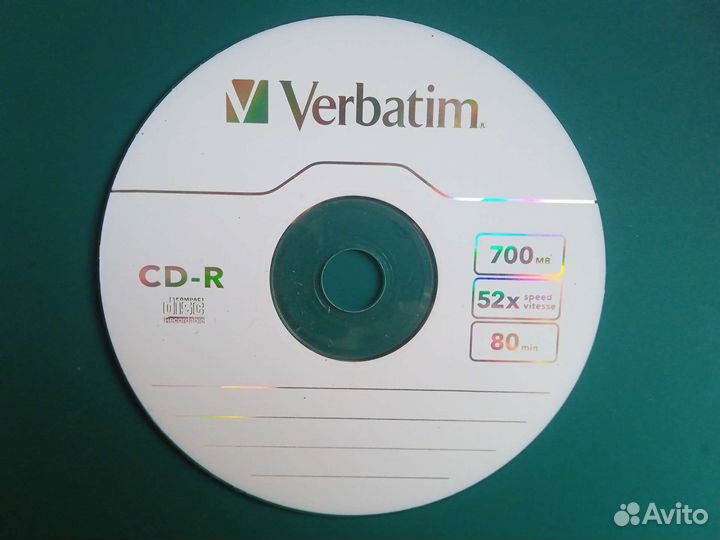 Verbatim
700 MB
CD-R
52x speed vitesse
COMPACT
disc
Recordable
80 min
Avito